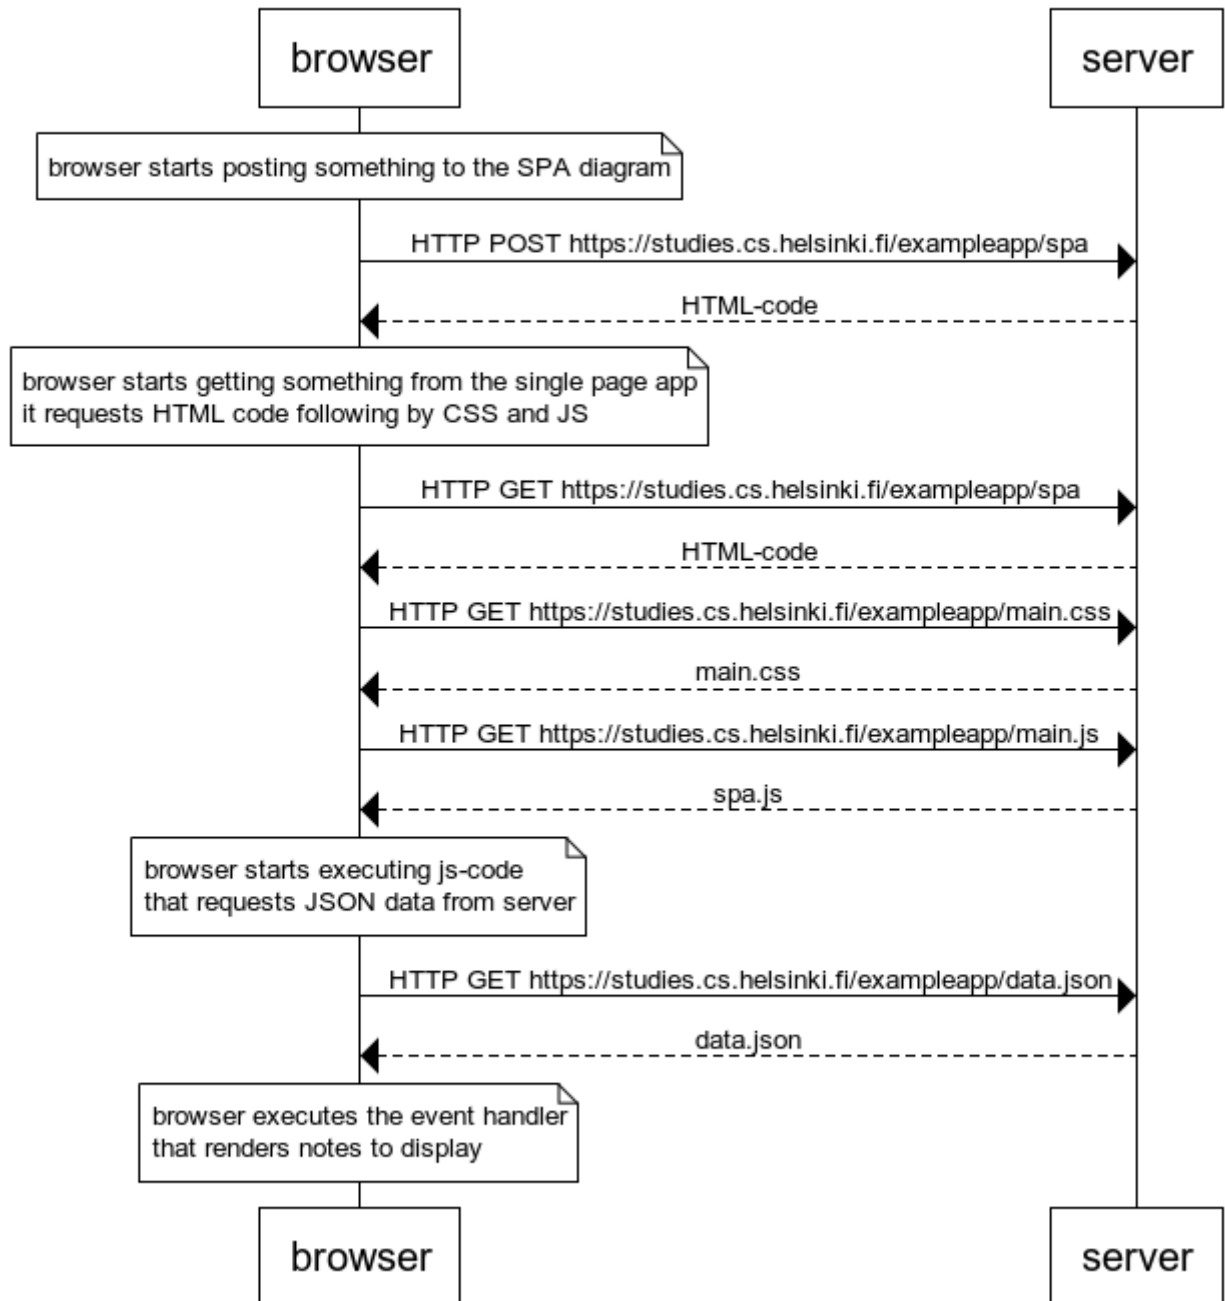 browser
server
browser starts posting something to the SPA diagram
HTTP POST https://studies.cs.helsinki.fi/exampleapp/spa
HTML-code
browser starts getting something from the single page app
it requests HTML code following by CSS and JS
HTTP GET https://studies.cs.helsinki.fi/exampleapp/spa
HTML-code
HTTP GET https://studies.cs.helsinki.fi/exampleapp/main.css
main.css
HTTP GET https://studies.cs.helsinki.fi/exampleapp/main.js
spa.js
browser starts executing js-code
that requests JSON data from server
HTTP GET https://studies.cs.helsinki.fi/exampleapp/data.json
data.json
browser executes the event handler
that renders notes to display
browser
server